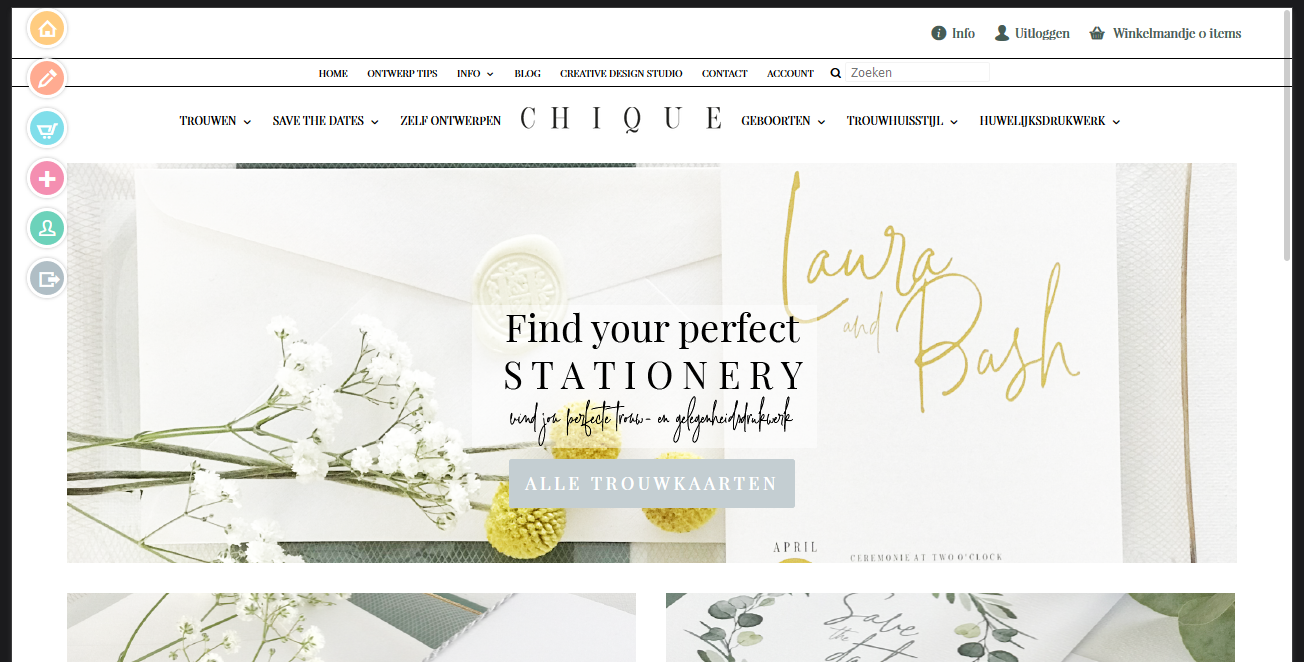 Info Uitloggen Winkelmandje 0 items
HOME ONTWERP TIPS INFO BLOG CREATIVE DESIGN STUDIO CONTACT ACCOUNT Zoeken
TROUWEN SAVE THE DATES ZELF ONTWERPEN CHIQUE GEBOORTEN TROUWHUISSTIJL HUWELIJKSDRUKWERK
Laura
and
Bash
Find your perfect
STATIONERY
vind jou perfecte trouw- en gelegenheidsdrukwerk
ALLE TROUWKAARTEN
APRIL
CEREMONIE AT TWO O'CLOCK
Save
the
dat